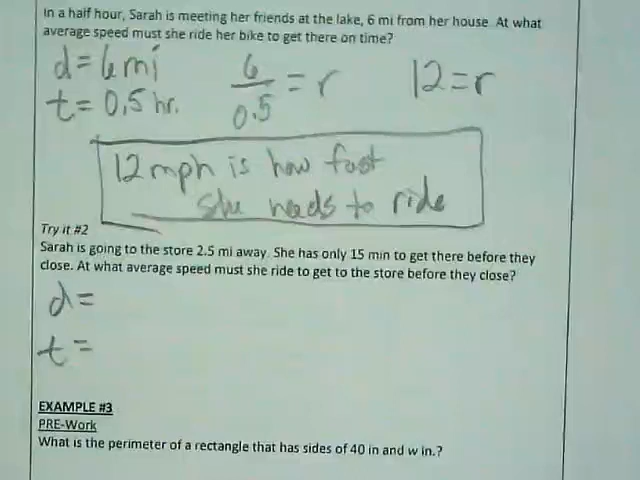 In a half hour, Sarah is meeting her friends at the lake, 6 mi from her house. At what
average speed must she ride her bike to get there on time?
d=6mi
t=0.5 hr.
6/0.5 = r
12=r
12 mph is how fast
she needs to ride
Try it #2
Sarah is going to the store 2.5 mi away. She has only 15 min to get there before they
close. At what average speed must she ride to get to the store before they close?
d=
t=
EXAMPLE #3
PRE-Work
What is the perimeter of a rectangle that has sides of 40 in and w in.?